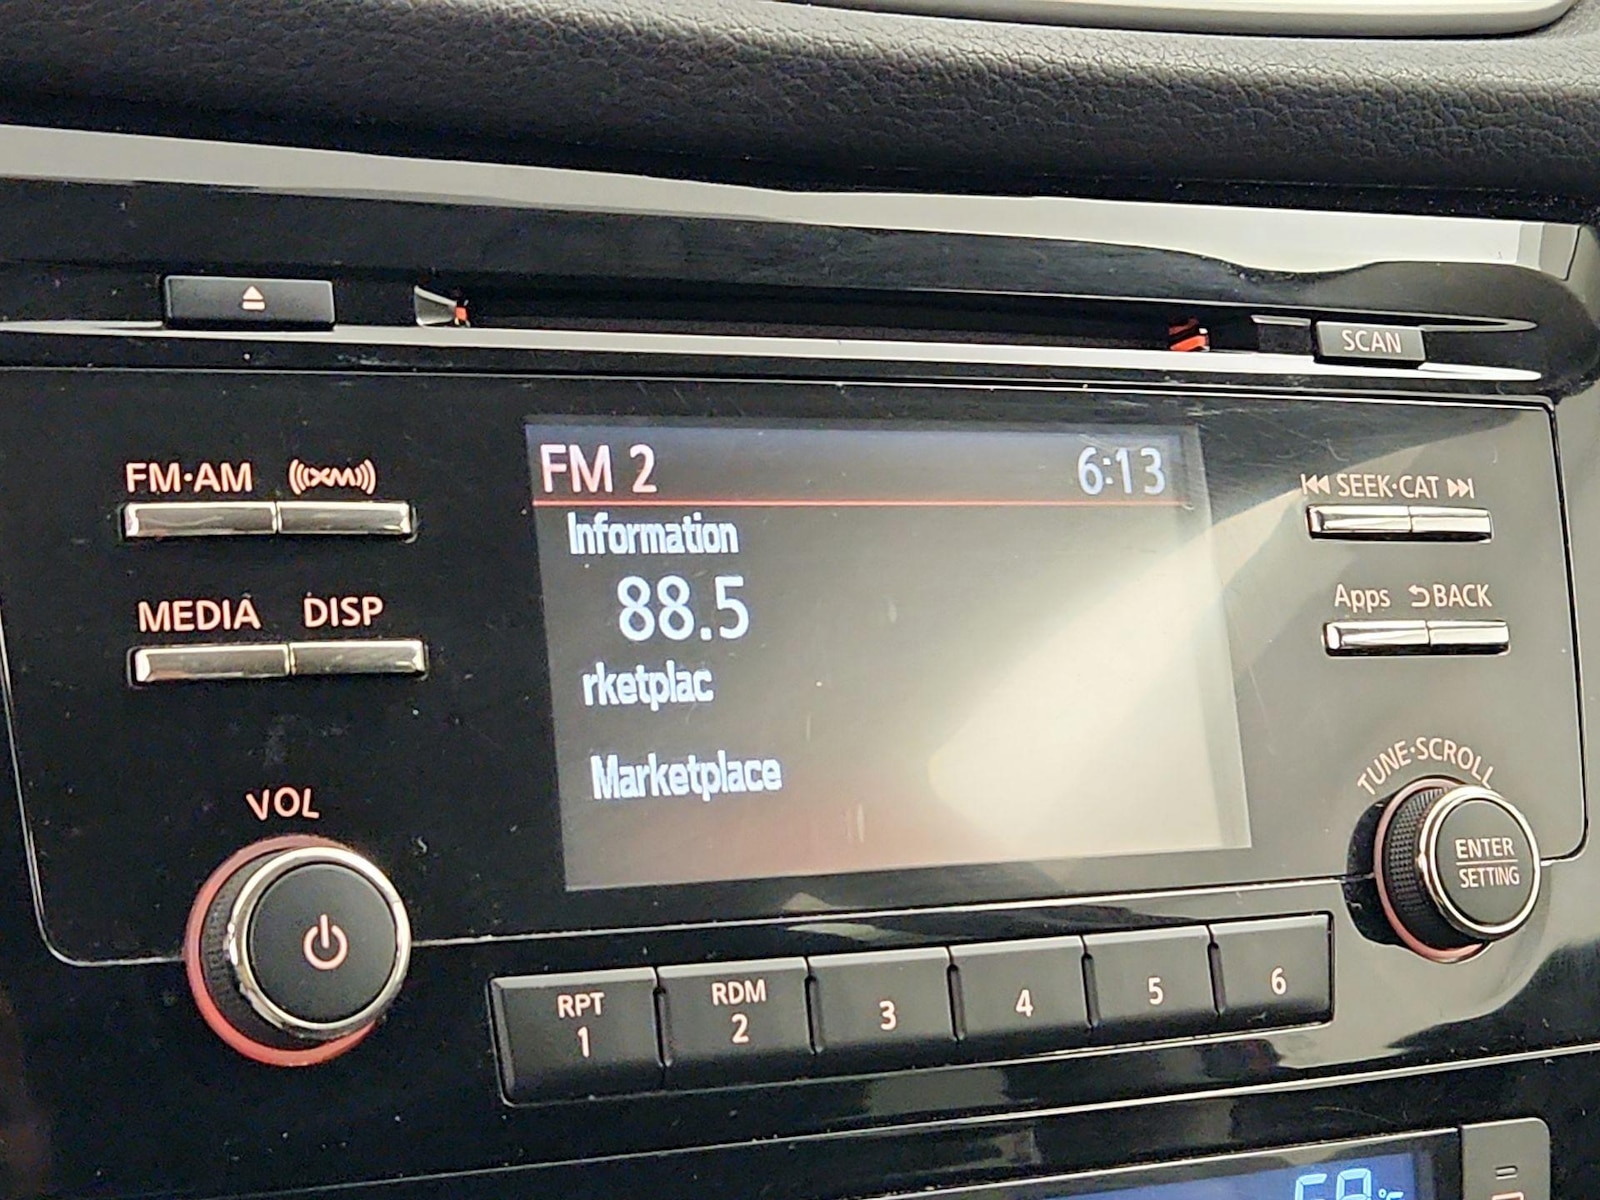 SCAN
FM·AM
((XM))
FM 2
6:13
SEEK·CAT
Information
88.5
MEDIA
DISP
Apps
BACK
rketplac
Marketplace
VOL
TUNE·SCROLL
ENTER
SETTING
RPT
1
RDM
2
3
4
5
6